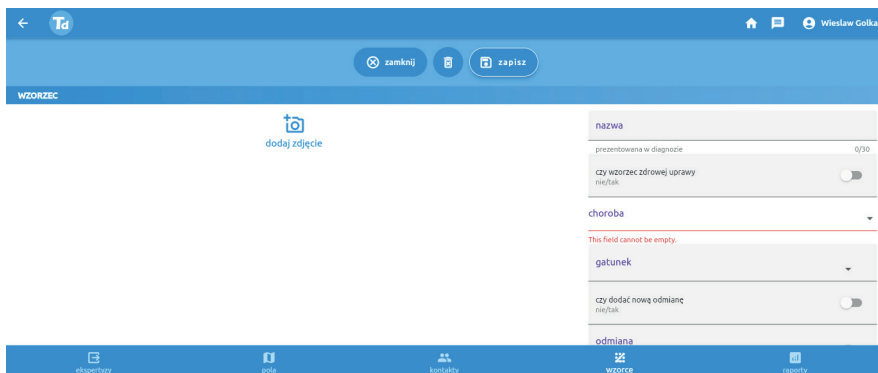 Td
Wieslaw Golka
zamknij
zapisz
WZORZEC
dodaj zdjęcie
nazwa
prezentowana w diagnozie 0/30
czy wzorzec zdrowej uprawy
nie/tak
choroba
This field cannot be empty.
gatunek
czy dodać nową odmianę
nie/tak
odmiana
ekspertyzy pola kontakty wzorce raporty